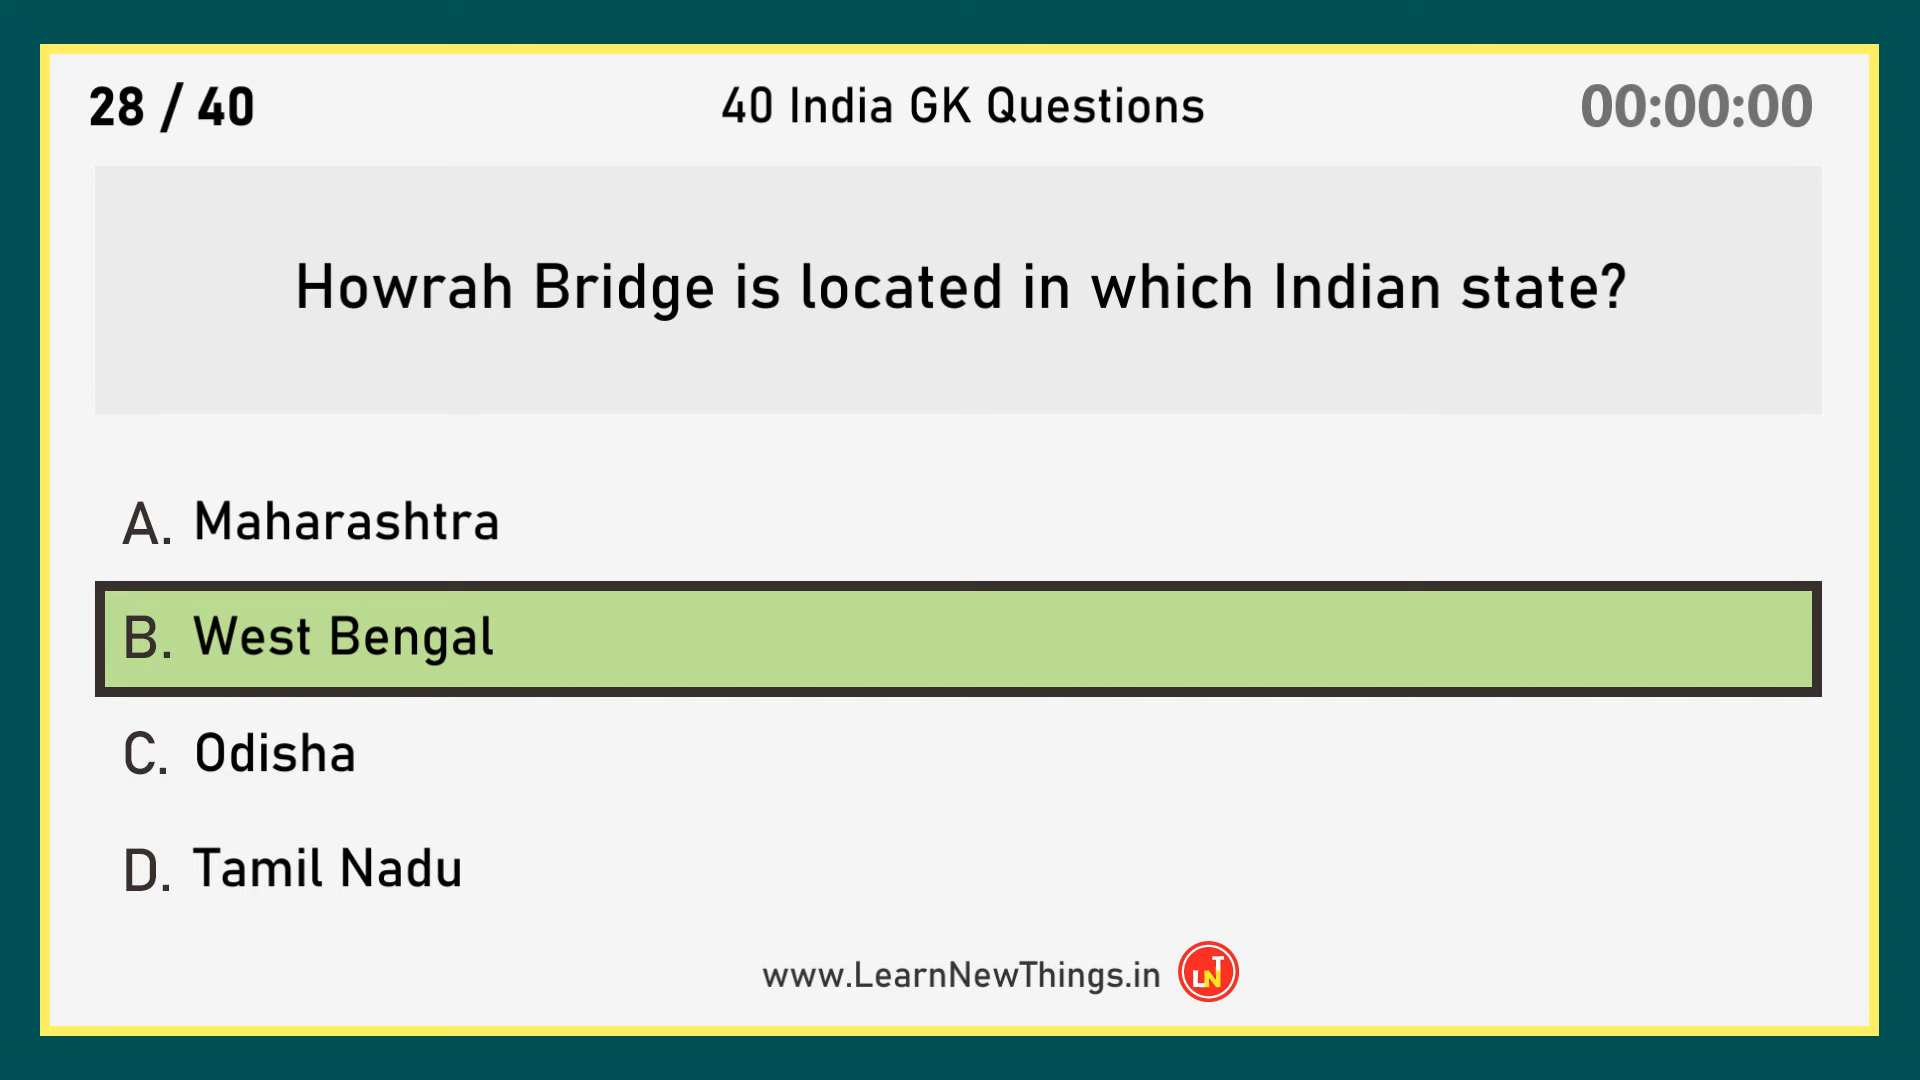 28 / 40
40 India GK Questions
00:00:00
Howrah Bridge is located in which Indian state?
A. Maharashtra
B. West Bengal
C. Odisha
D. Tamil Nadu
www.LearnNewThings.in
LNT